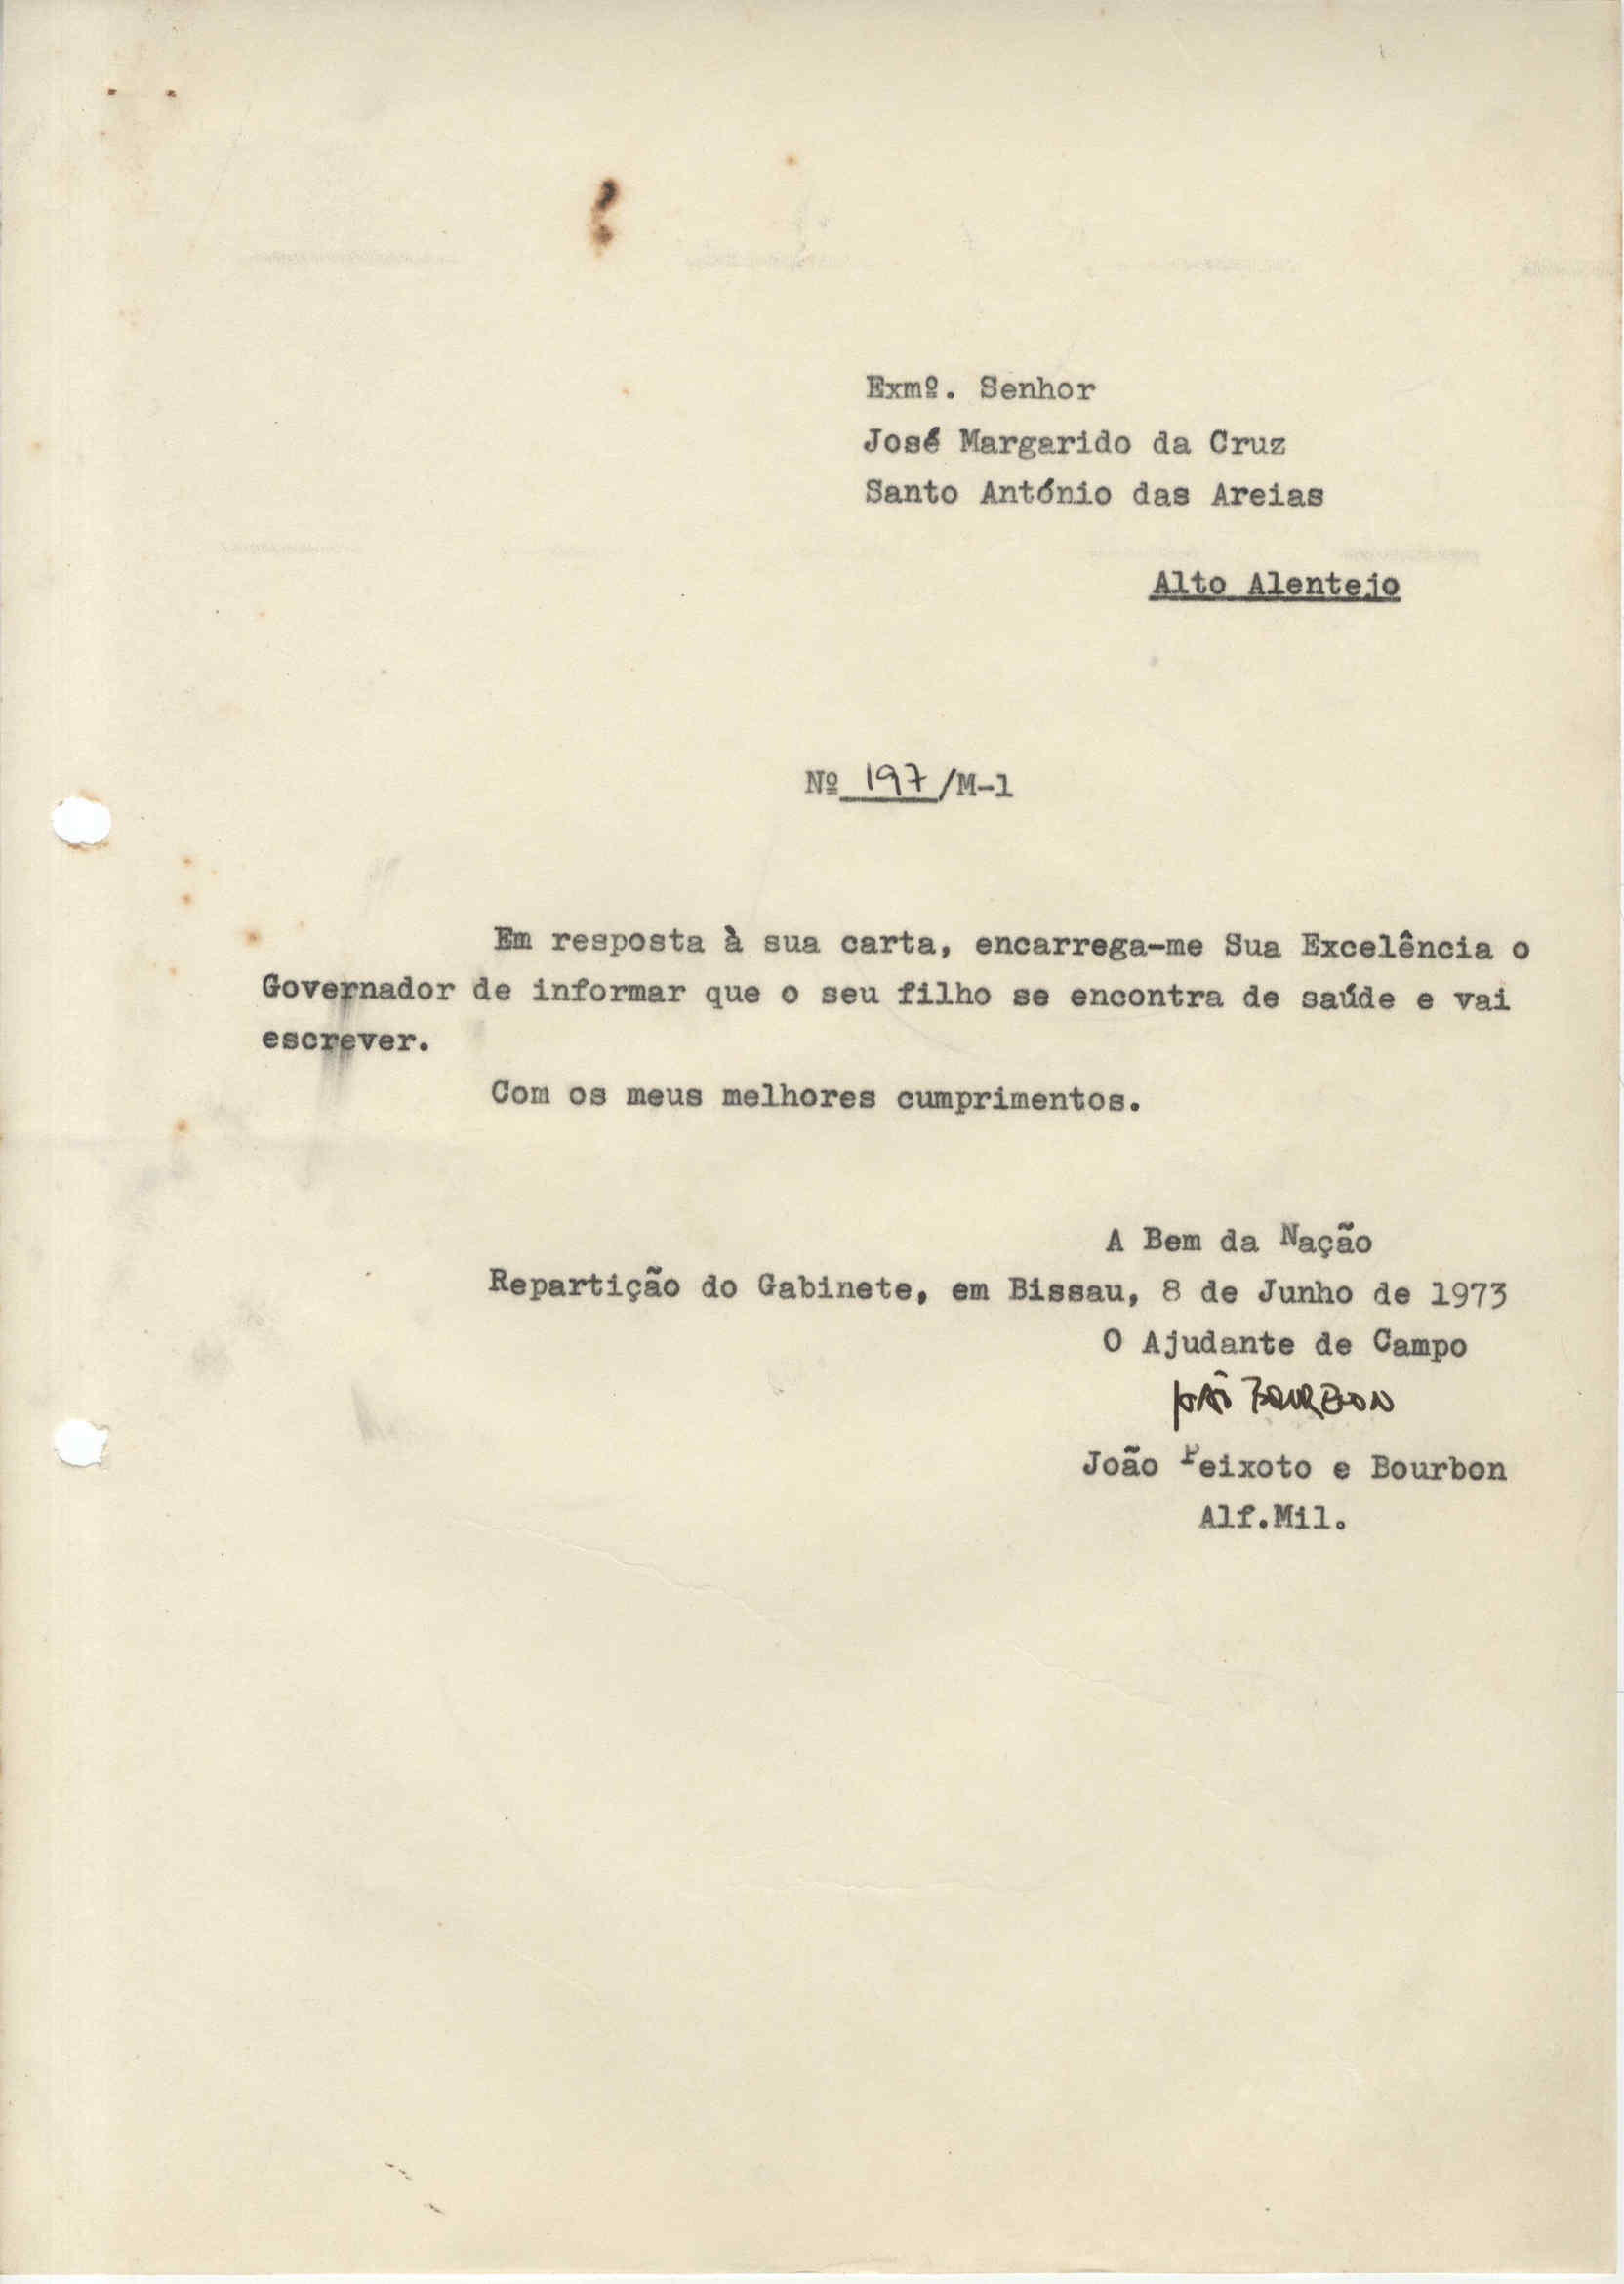 Exmº. Senhor
José Margarido da Cruz
Santo António das Areias
Alto Alentejo
Nº 197/M-1
Em resposta à sua carta, encarrega-me Sua Excelência o
Governador de informar que o seu filho se encontra de saúde e vai
escrever.
Com os meus melhores cumprimentos.
A Bem da Nação
Repartição do Gabinete, em Bissau, 8 de Junho de 1973
O Ajudante de Campo
João BOURBON
João Peixoto e Bourbon
Alf.Mil.